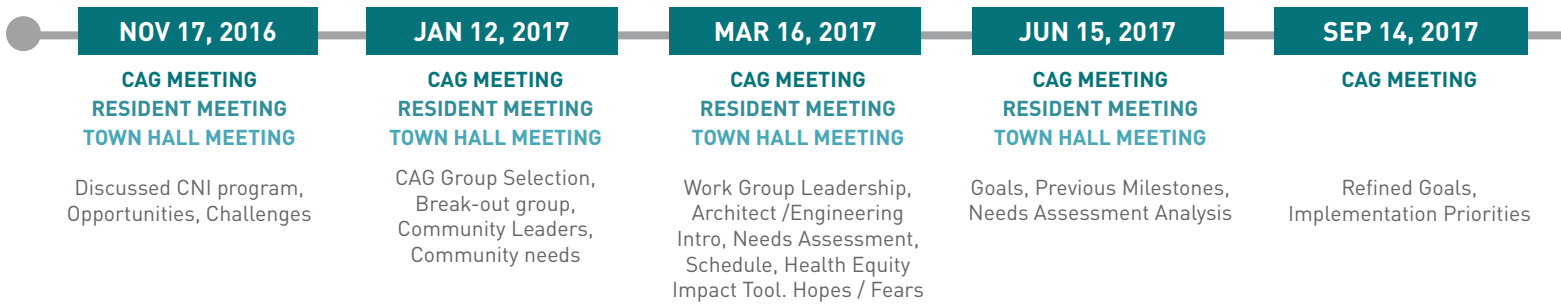 NOV 17, 2016
CAG MEETING
RESIDENT MEETING
TOWN HALL MEETING
Discussed CNI program,
Opportunities, Challenges
JAN 12, 2017
CAG MEETING
RESIDENT MEETING
TOWN HALL MEETING
CAG Group Selection,
Break-out group,
Community Leaders,
Community needs
MAR 16, 2017
CAG MEETING
RESIDENT MEETING
TOWN HALL MEETING
Work Group Leadership,
Architect /Engineering
Intro, Needs Assessment,
Schedule, Health Equity
Impact Tool. Hopes / Fears
JUN 15, 2017
CAG MEETING
RESIDENT MEETING
TOWN HALL MEETING
Goals, Previous Milestones,
Needs Assessment Analysis
SEP 14, 2017
CAG MEETING
Refined Goals,
Implementation Priorities